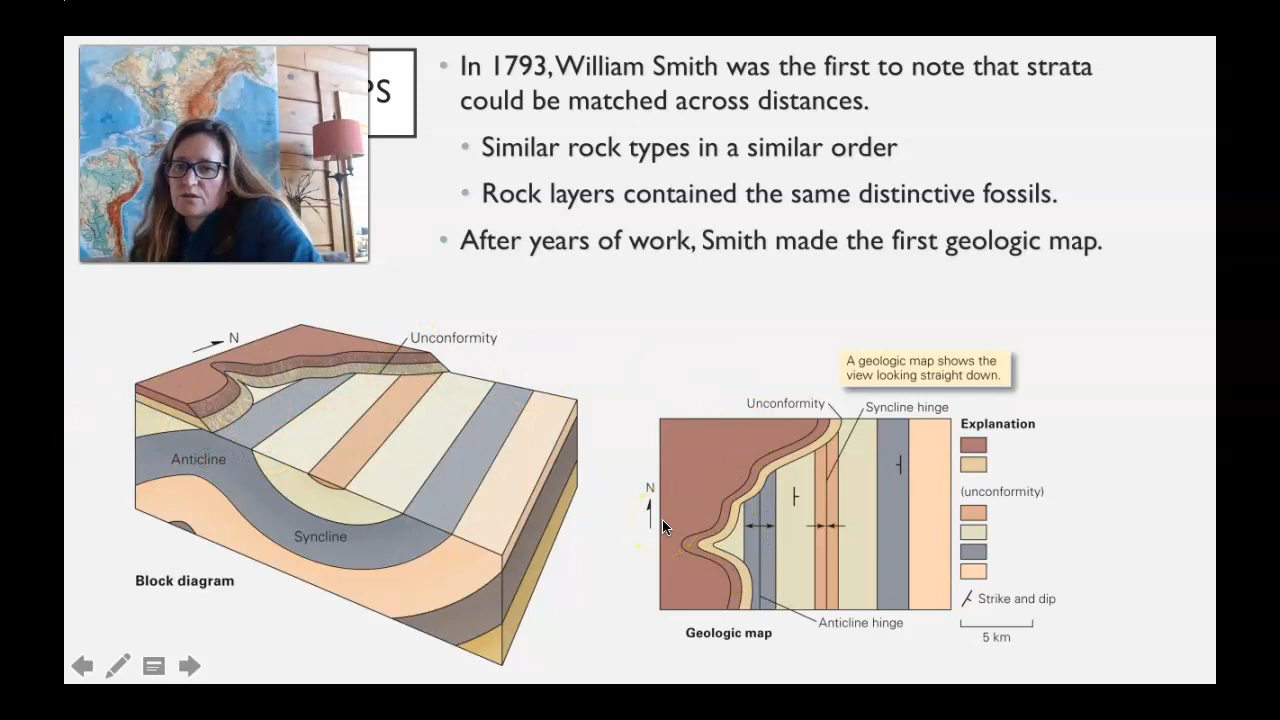 PS
In 1793, William Smith was the first to note that strata
could be matched across distances.
Similar rock types in a similar order
Rock layers contained the same distinctive fossils.
After years of work, Smith made the first geologic map.
N
Unconformity
Anticline
Syncline
Block diagram
A geologic map shows the
view looking straight down.
Unconformity
Syncline hinge
N
Explanation
(unconformity)
Strike and dip
5 km
Anticline hinge
Geologic map